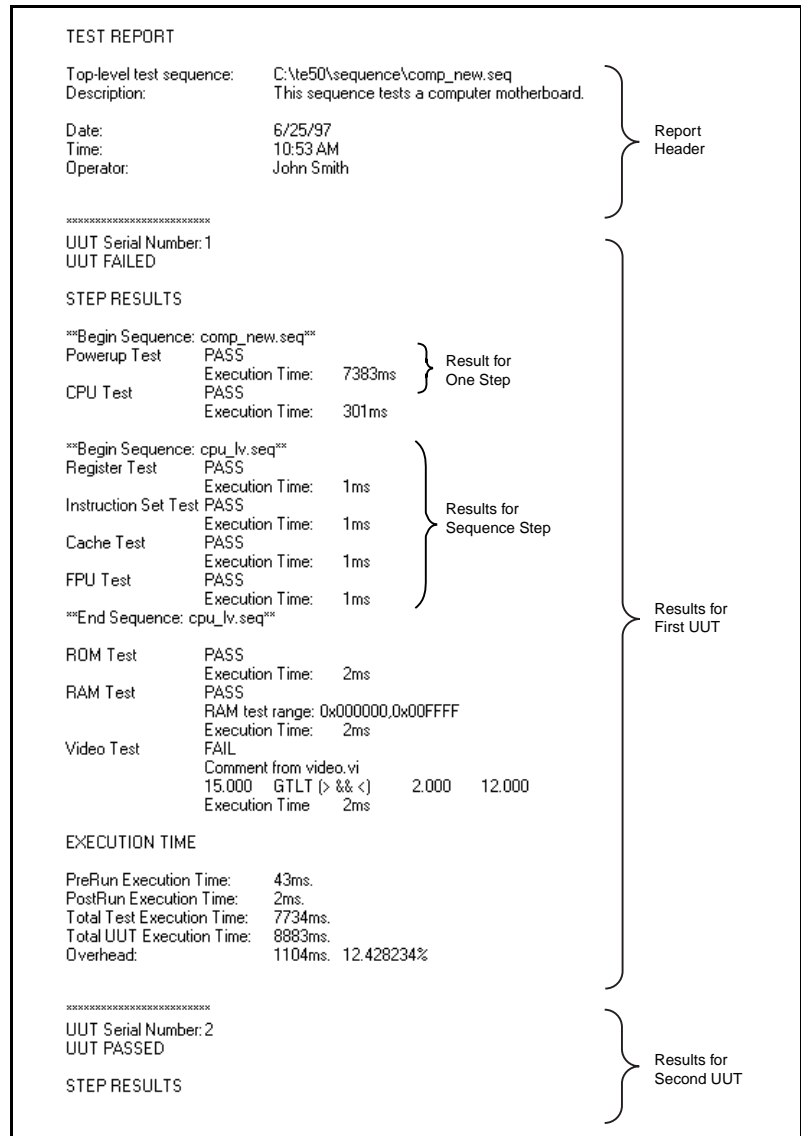 TEST REPORT
Top-level test sequence: C:\te50\sequence\comp_new.seq
Description: This sequence tests a computer motherboard.
Date: 6/25/97
Time: 10:53 AM
Operator: John Smith
Report
Header
*************************
UUT Serial Number:1
UUT FAILED
STEP RESULTS
**Begin Sequence: comp_new.seq**
Powerup Test PASS
Execution Time: 7383ms
Result for
One Step
CPU Test PASS
Execution Time: 301ms
**Begin Sequence: cpu_lv.seq**
Register Test PASS
Execution Time: 1ms
Instruction Set Test PASS
Execution Time: 1ms
Cache Test PASS
Execution Time: 1ms
FPU Test PASS
Execution Time: 1ms
**End Sequence: cpu_lv.seq**
Results for
Sequence Step
ROM Test PASS
Execution Time: 2ms
RAM Test PASS
RAM test range: 0x000000,0x00FFFF
Execution Time: 2ms
Video Test FAIL
Comment from video.vi
15.000 GTLT (> && <) 2.000 12.000
Execution Time 2ms
EXECUTION TIME
PreRun Execution Time: 43ms.
PostRun Execution Time: 2ms.
Total Test Execution Time: 7734ms.
Total UUT Execution Time: 8883ms.
Overhead: 1104ms. 12.428234%
Results for
First UUT
*************************
UUT Serial Number:2
UUT PASSED
STEP RESULTS
Results for
Second UUT